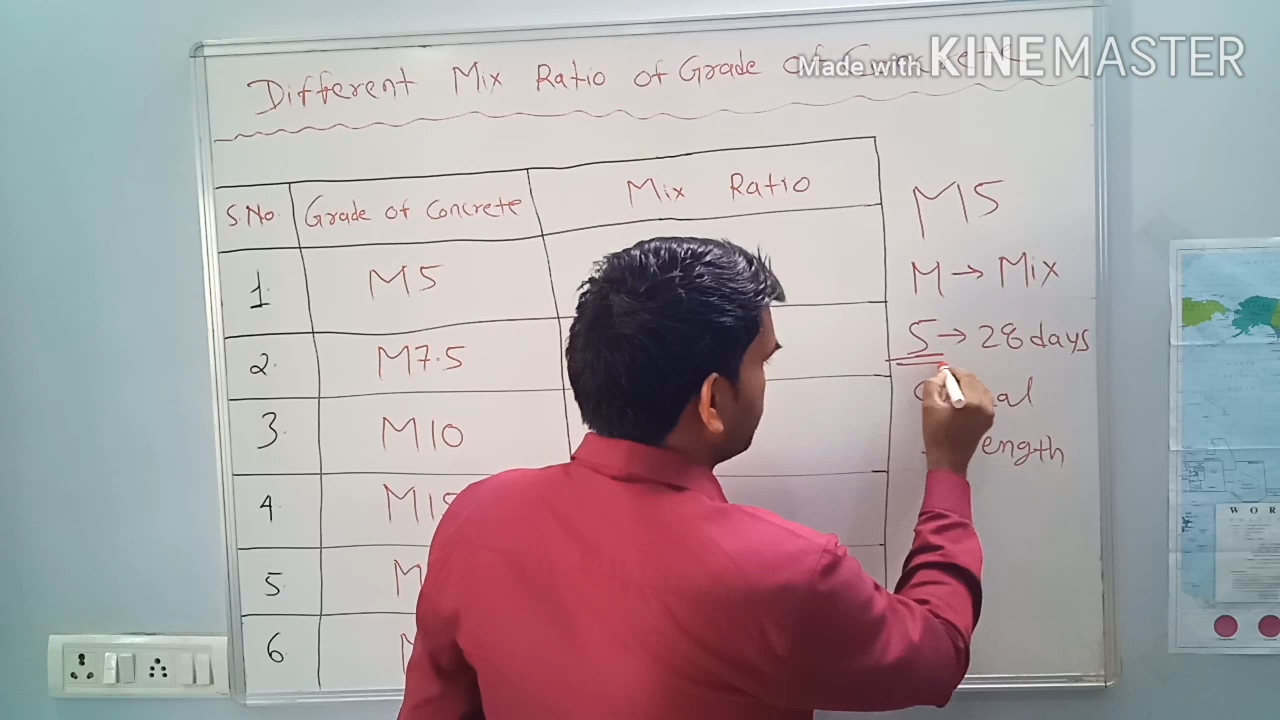 Different Mix Ratio of Grade of
Made with KINEMASTER
S.No. Grade of Concrete Mix Ratio
1. M5
2. M7.5
3. M10
4.
5.
6
M5
M → Mix
5 → 28 days
WOR